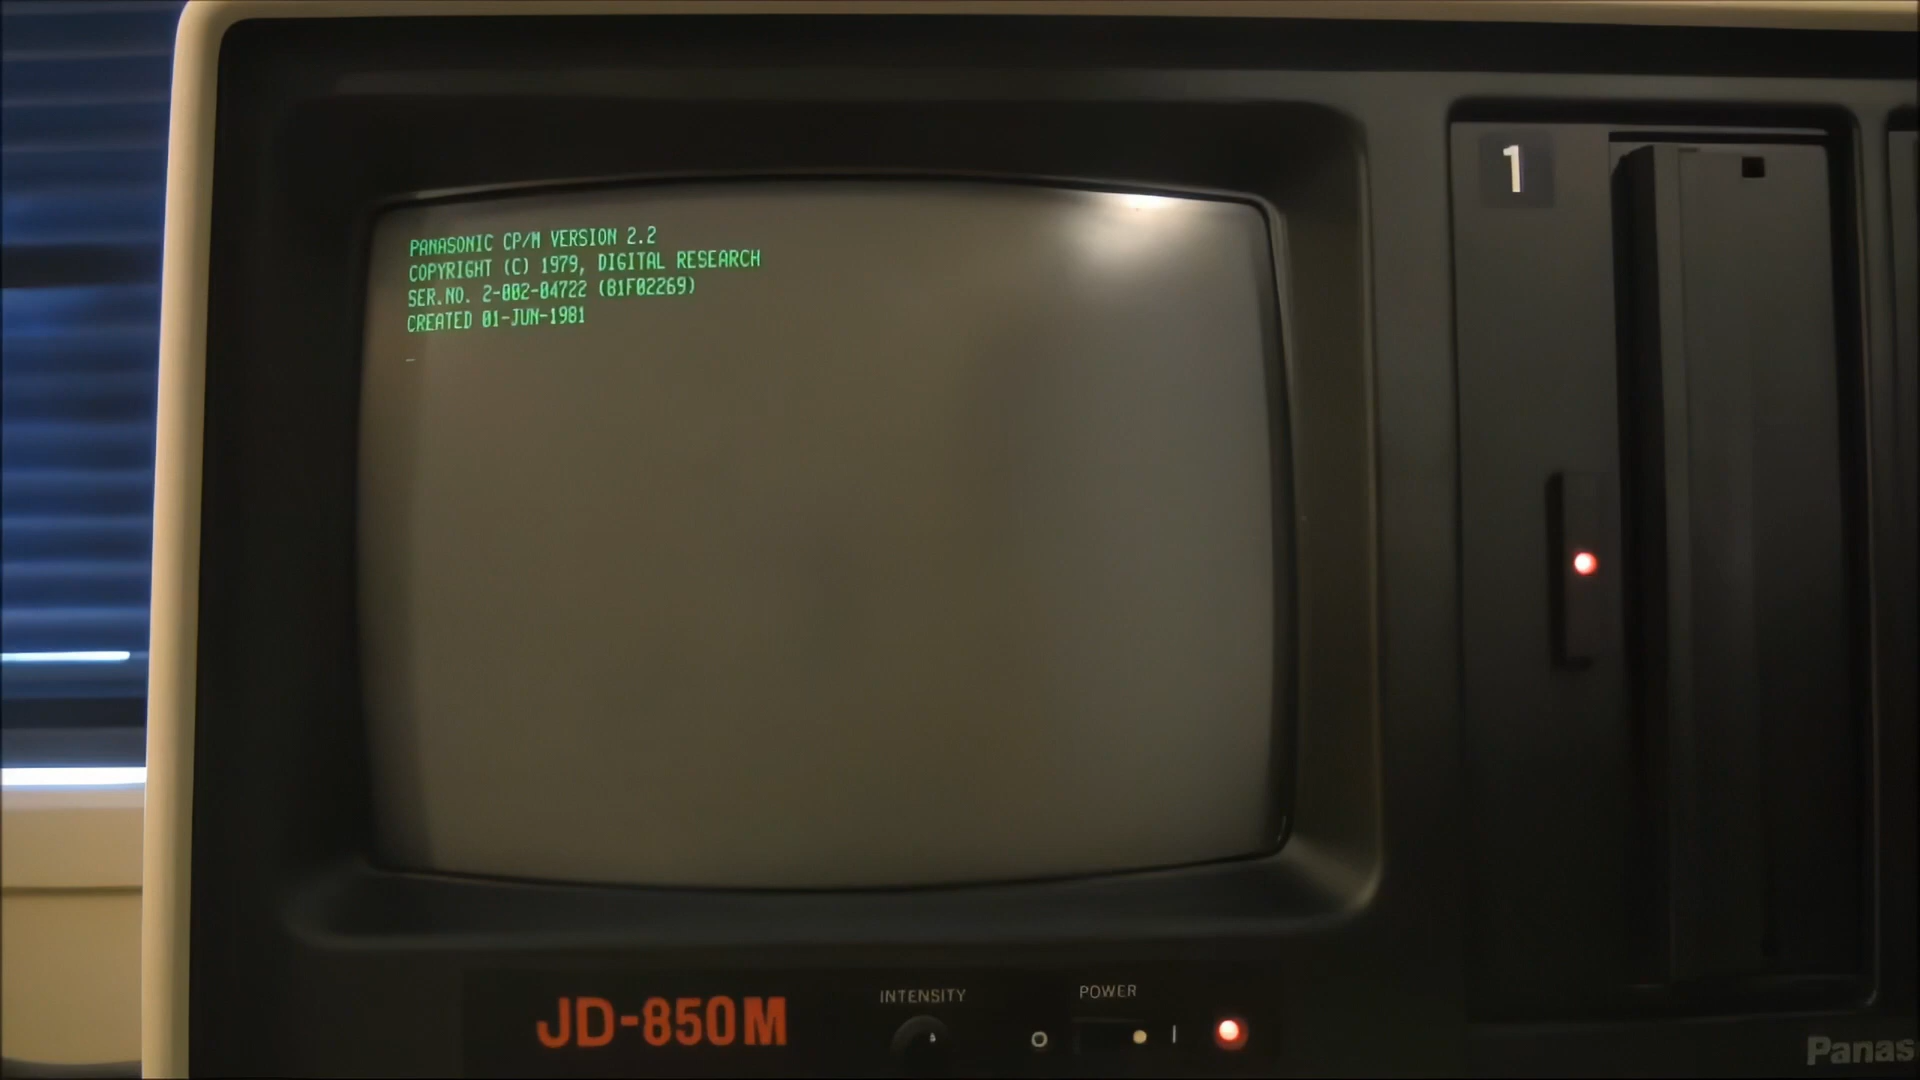 PANASONIC CP/M VERSION 2.2
COPYRIGHT (C) 1979, DIGITAL RESEARCH
SER.NO. 2-002-04722 (81F02269)
CREATED 01-JUN-1981
_
1
JD-850M
INTENSITY
POWER
O
I
Panas